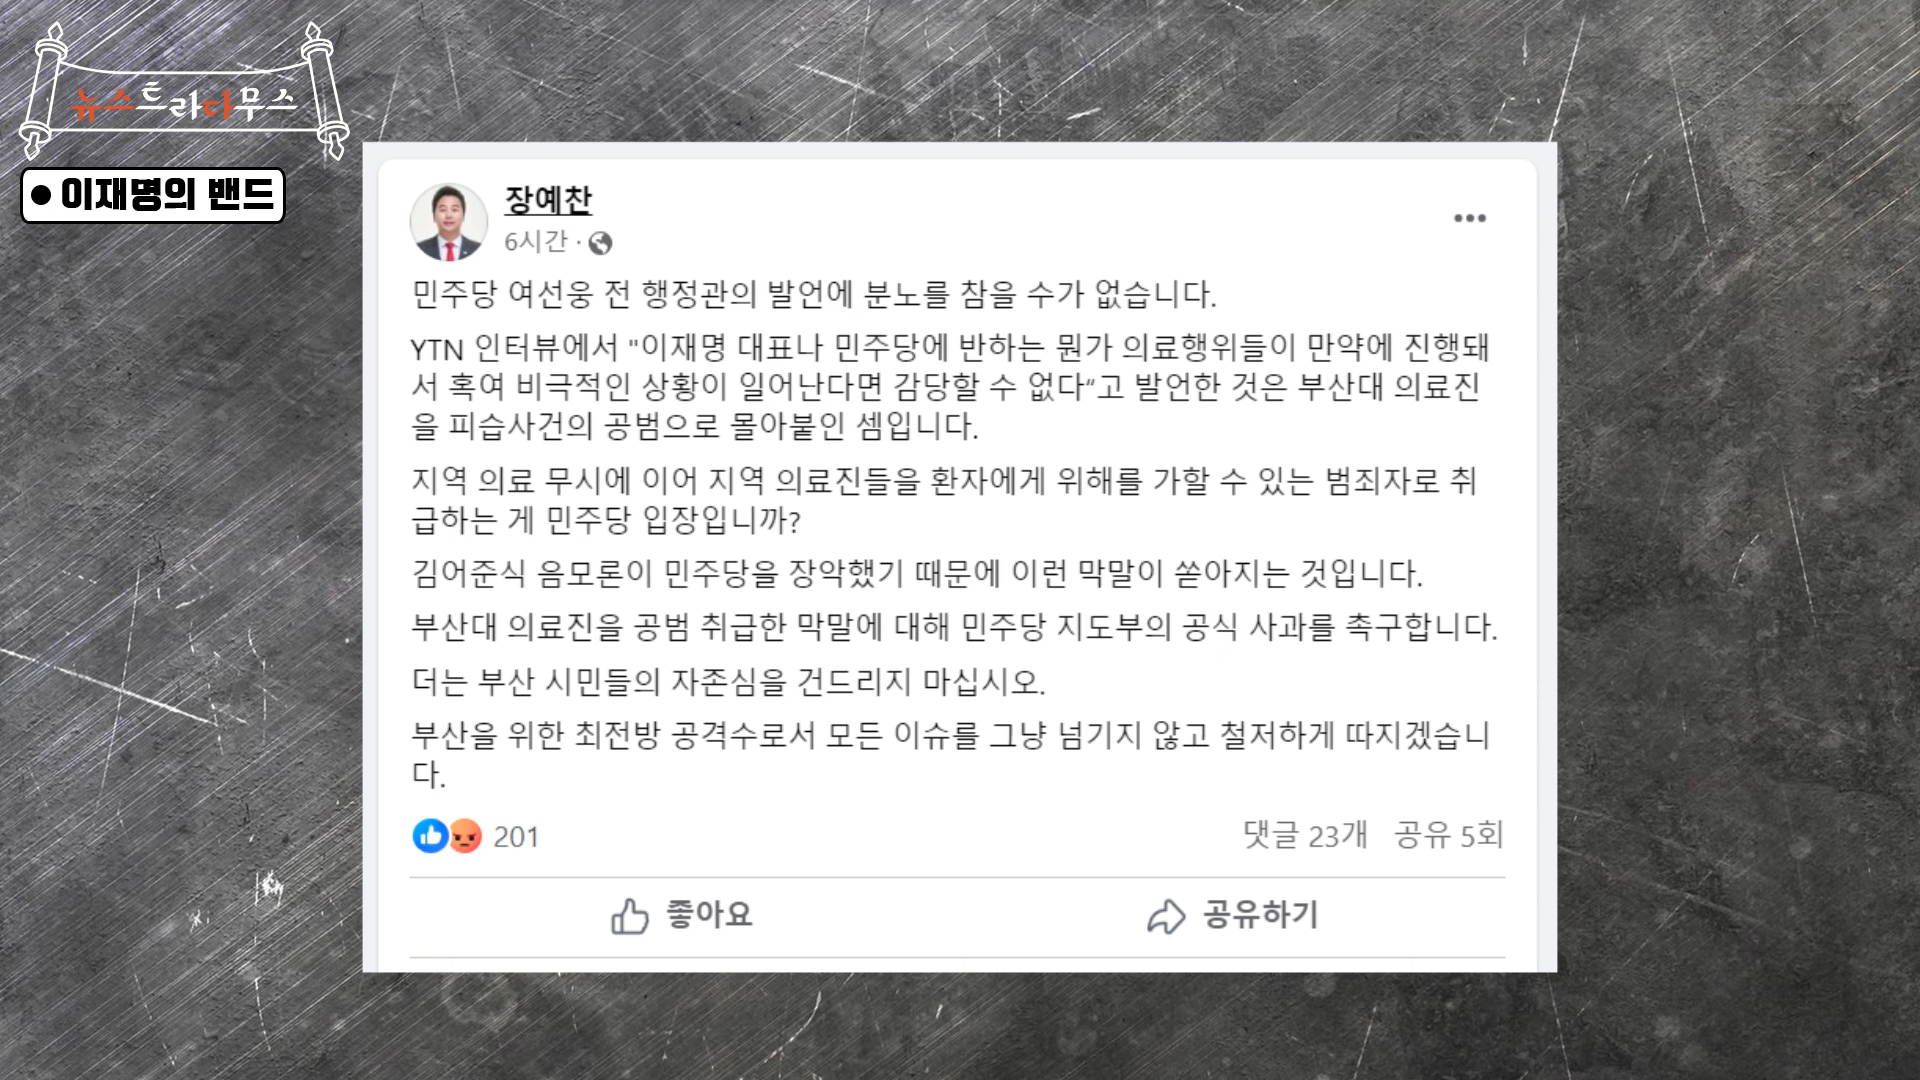 뉴스트라다무스
● 이재명의 밴드
장예찬
6시간 ·
민주당 여선웅 전 행정관의 발언에 분노를 참을 수가 없습니다.
YTN 인터뷰에서 "이재명 대표나 민주당에 반하는 뭔가 의료행위들이 만약에 진행돼
서 혹여 비극적인 상황이 일어난다면 감당할 수 없다“고 발언한 것은 부산대 의료진
을 피습사건의 공범으로 몰아붙인 셈입니다.
지역 의료 무시에 이어 지역 의료진들을 환자에게 위해를 가할 수 있는 범죄자로 취
급하는 게 민주당 입장입니까?
김어준식 음모론이 민주당을 장악했기 때문에 이런 막말이 쏟아지는 것입니다.
부산대 의료진을 공범 취급한 막말에 대해 민주당 지도부의 공식 사과를 촉구합니다.
더는 부산 시민들의 자존심을 건드리지 마십시오.
부산을 위한 최전방 공격수로서 모든 이슈를 그냥 넘기지 않고 철저하게 따지겠습니
다.
201 댓글 23개 공유 5회
좋아요 공유하기